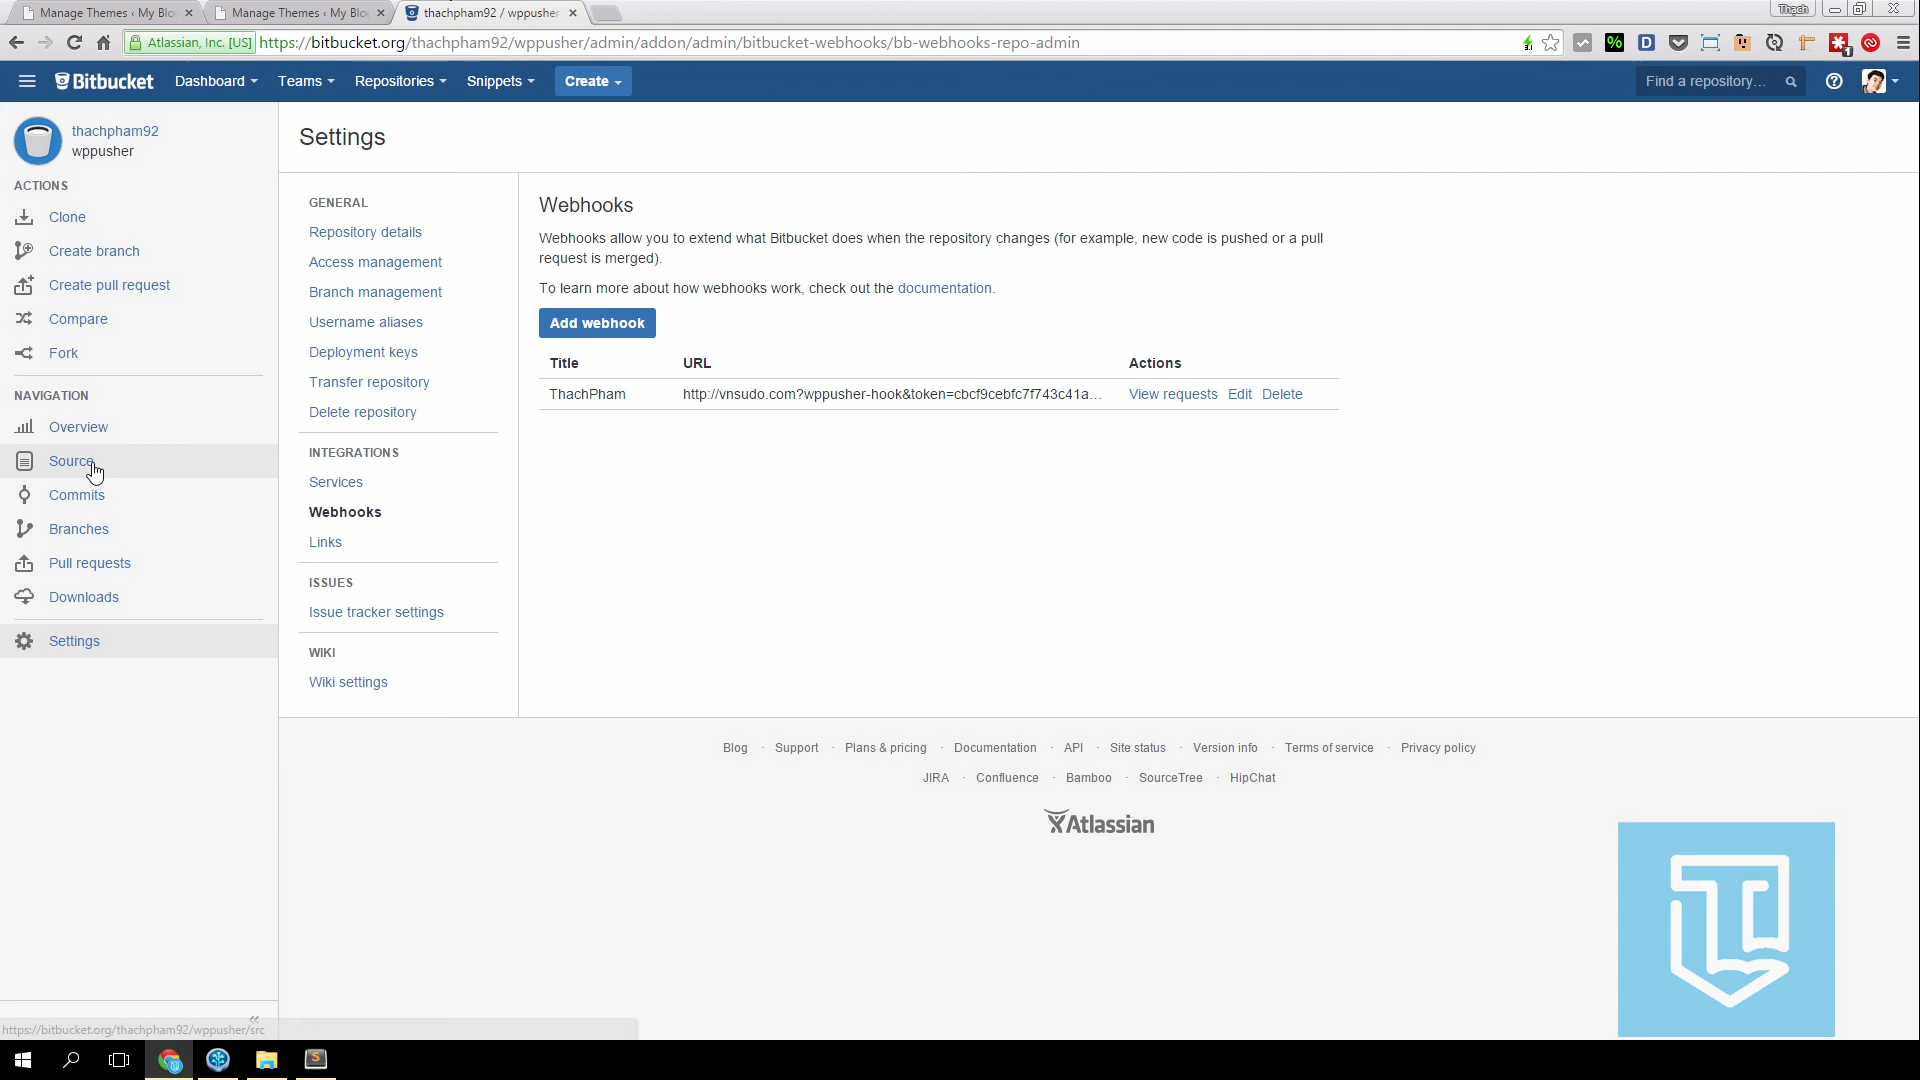 Manage Themes ‹ My Blo
Manage Themes ‹ My Blo
thachpham92 / wppusher
Thạch
Atlassian, Inc. [US]
https://bitbucket.org/thachpham92/wppusher/admin/addon/admin/bitbucket-webhooks/bb-webhooks-repo-admin
Bitbucket
Dashboard
Teams
Repositories
Snippets
Create
Find a repository...
thachpham92
wppusher
ACTIONS
Clone
Create branch
Create pull request
Compare
Fork
NAVIGATION
Overview
Source
Commits
Branches
Pull requests
Downloads
Settings
Settings
GENERAL
Repository details
Access management
Branch management
Username aliases
Deployment keys
Transfer repository
Delete repository
INTEGRATIONS
Services
Webhooks
Links
ISSUES
Issue tracker settings
WIKI
Wiki settings
Webhooks
Webhooks allow you to extend what Bitbucket does when the repository changes (for example, new code is pushed or a pull
request is merged).
To learn more about how webhooks work, check out the documentation.
Add webhook
Title URL Actions
ThachPham http://vnsudo.com?wppusher-hook&token=cbcf9cebfc7f743c41a... View requests Edit Delete
Blog · Support · Plans & pricing · Documentation · API · Site status · Version info · Terms of service · Privacy policy
JIRA · Confluence · Bamboo · SourceTree · HipChat
Atlassian
https://bitbucket.org/thachpham92/wppusher/src